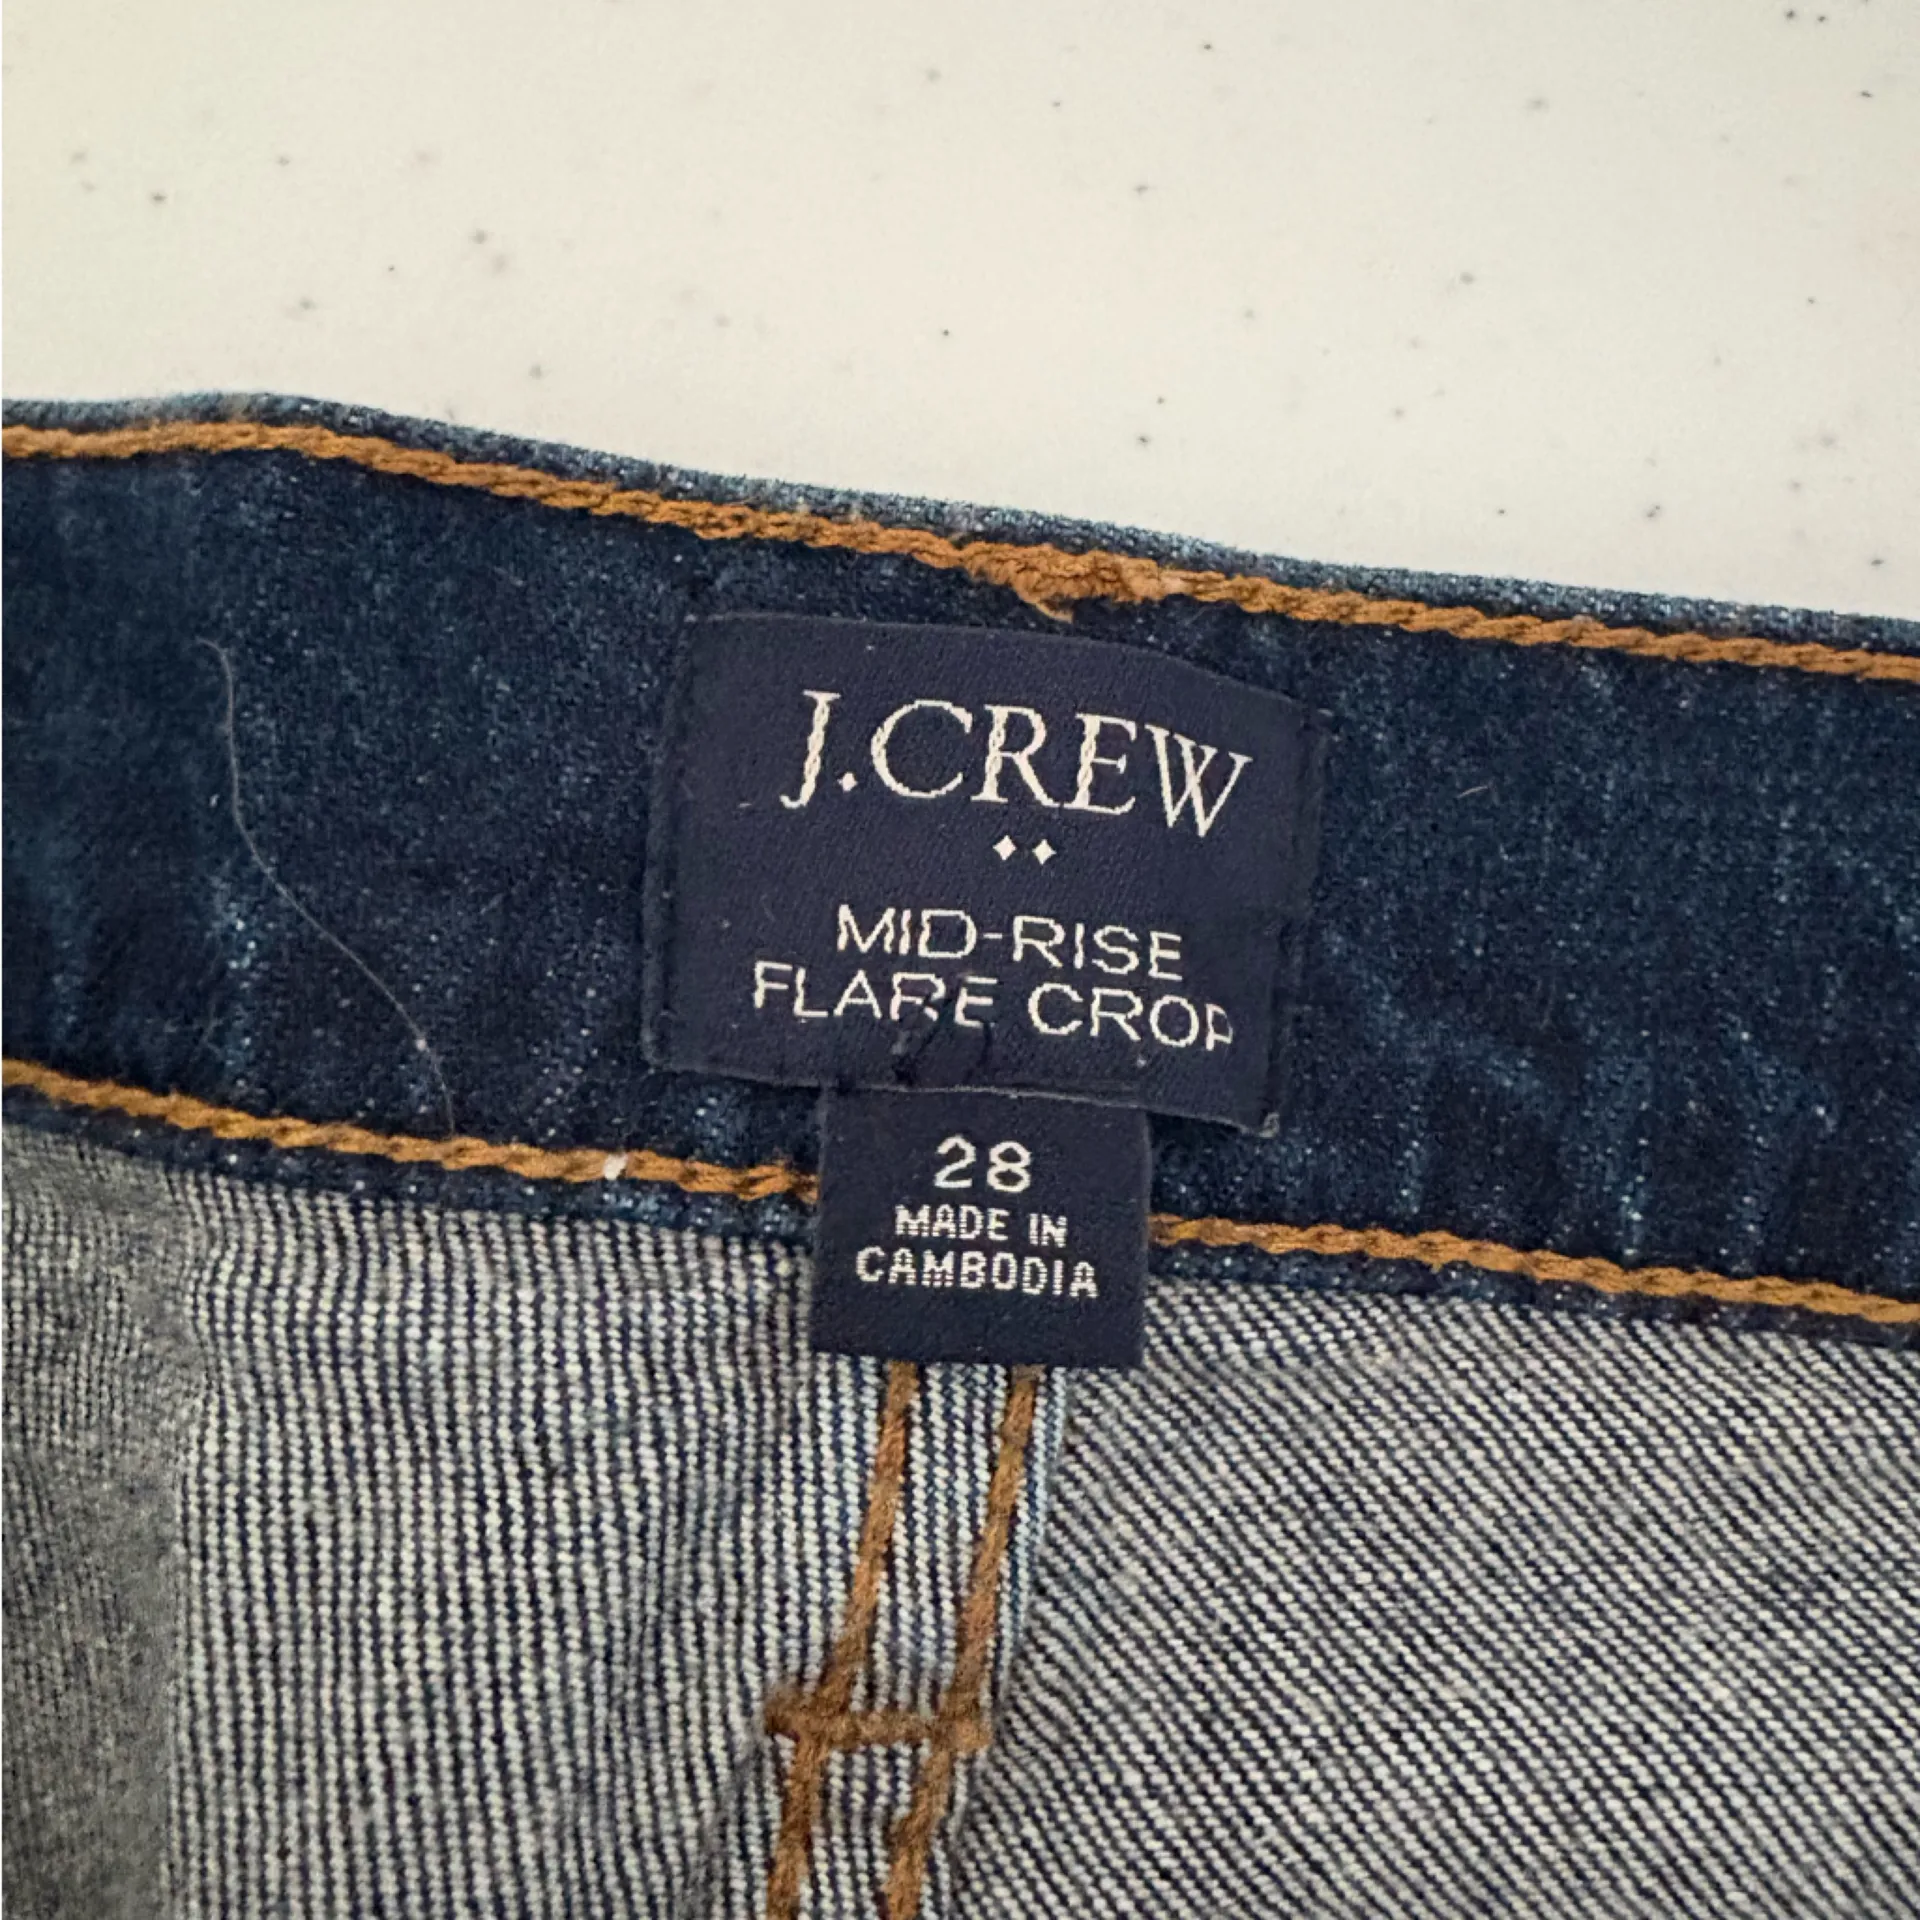 J.CREW
MID-RISE
FLARE CROP
28
MADE IN
CAMBODIA